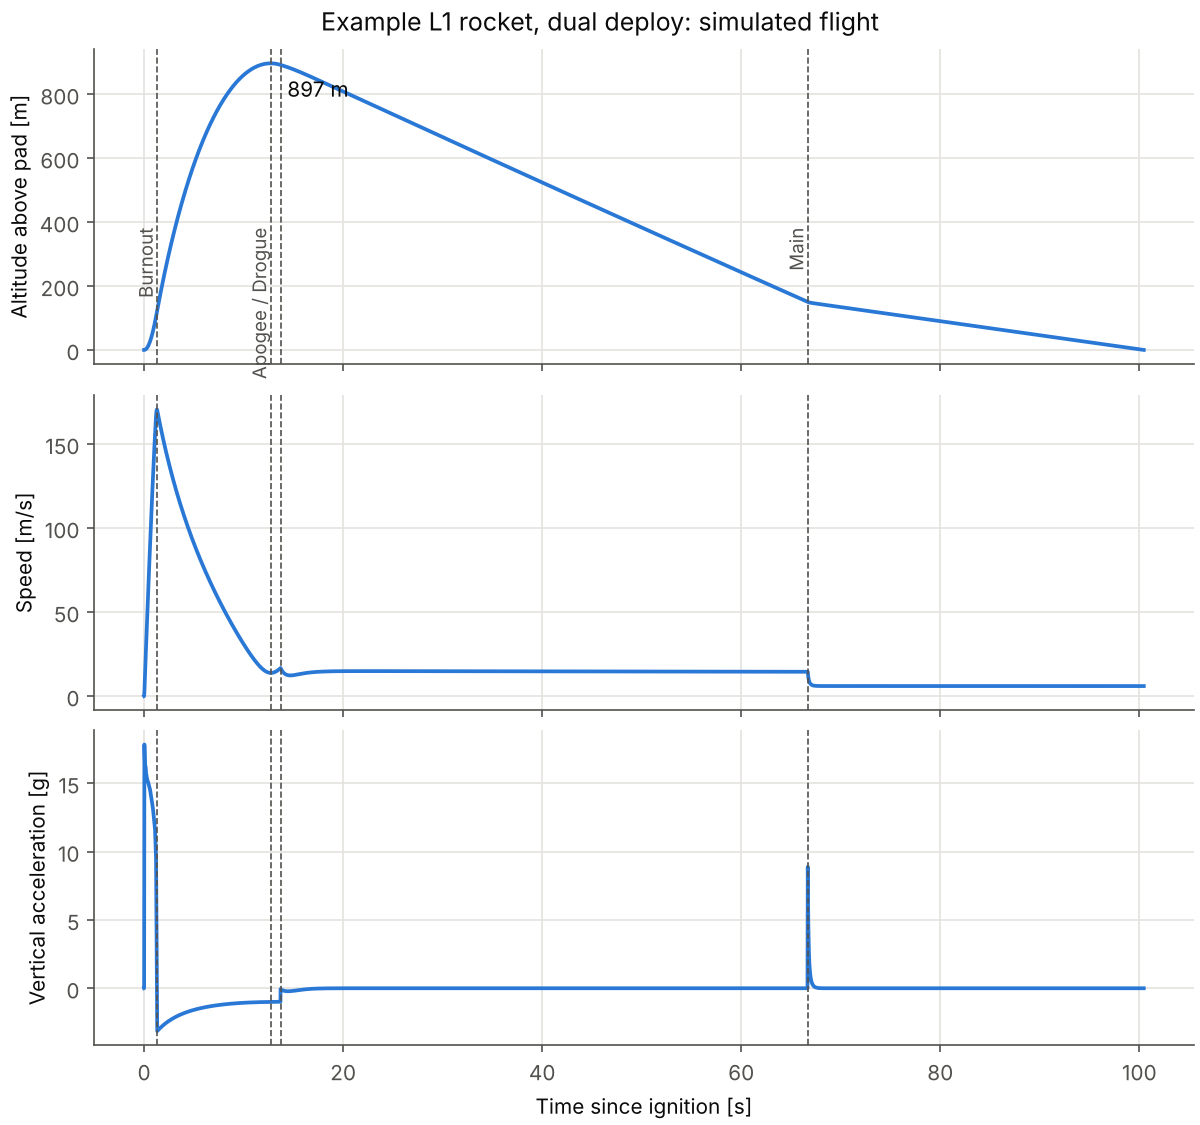 Example L1 rocket, dual deploy: simulated flight
Altitude above pad [m]
800
600
400
200
0
897 m
Burnout
Apogee / Drogue
Main
Speed [m/s]
150
100
50
0
Vertical acceleration [g]
15
10
5
0
0 20 40 60 80 100
Time since ignition [s]